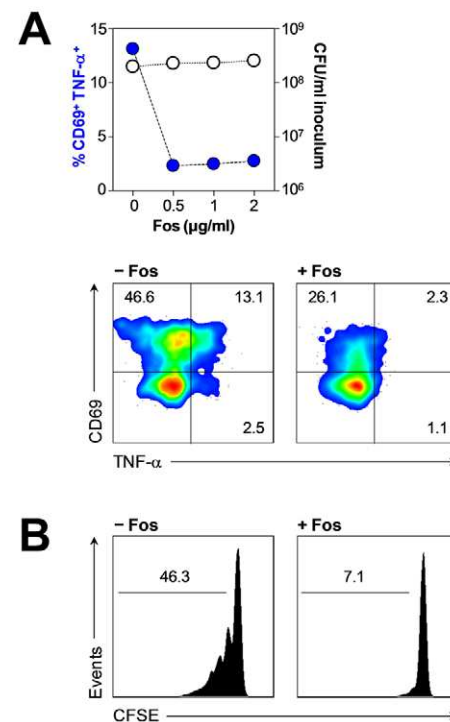 A
15
10
5
0
% CD69⁺ TNF-α⁺
10⁹
10⁸
10⁷
10⁶
CFU/ml inoculum
0 0.5 1 2
Fos (µg/ml)
– Fos
+ Fos
46.6 13.1
26.1 2.3
2.5
1.1
CD69
TNF-α
B
– Fos
+ Fos
46.3
7.1
Events
CFSE